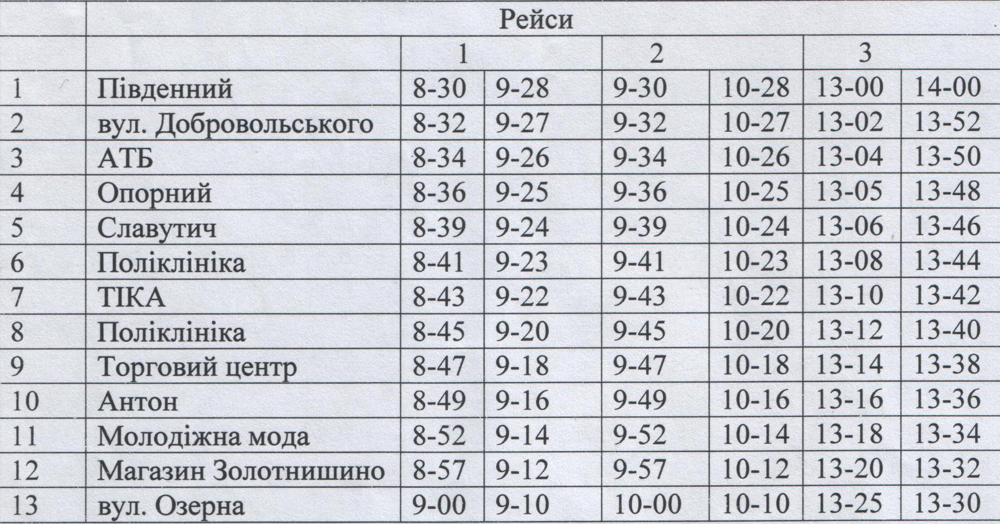 Рейси
1 2 3
1 Південний 8-30 9-28 9-30 10-28 13-00 14-00
2 вул. Добровольського 8-32 9-27 9-32 10-27 13-02 13-52
3 АТБ 8-34 9-26 9-34 10-26 13-04 13-50
4 Опорний 8-36 9-25 9-36 10-25 13-05 13-48
5 Славутич 8-39 9-24 9-39 10-24 13-06 13-46
6 Поліклініка 8-41 9-23 9-41 10-23 13-08 13-44
7 ТІКА 8-43 9-22 9-43 10-22 13-10 13-42
8 Поліклініка 8-45 9-20 9-45 10-20 13-12 13-40
9 Торговий центр 8-47 9-18 9-47 10-18 13-14 13-38
10 Антон 8-49 9-16 9-49 10-16 13-16 13-36
11 Молодіжна мода 8-52 9-14 9-52 10-14 13-18 13-34
12 Магазин Золотнишино 8-57 9-12 9-57 10-12 13-20 13-32
13 вул. Озерна 9-00 9-10 10-00 10-10 13-25 13-30